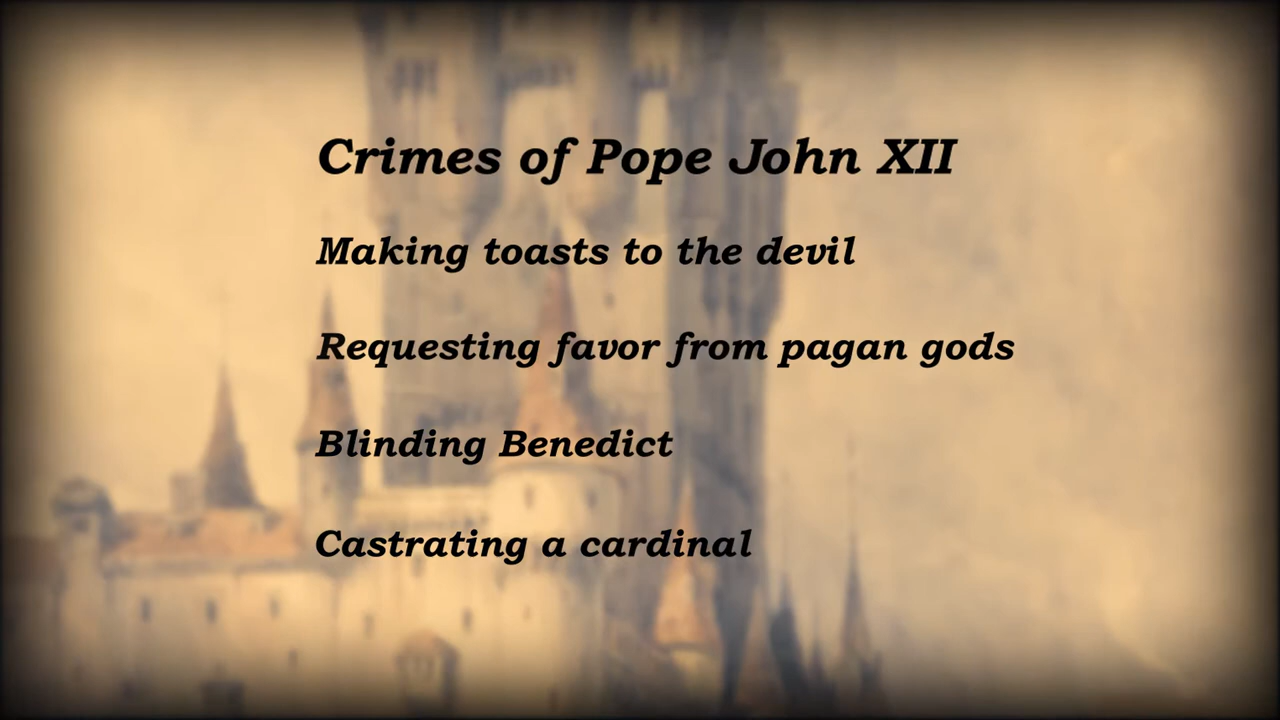 Crimes of Pope John XII
Making toasts to the devil
Requesting favor from pagan gods
Blinding Benedict
Castrating a cardinal